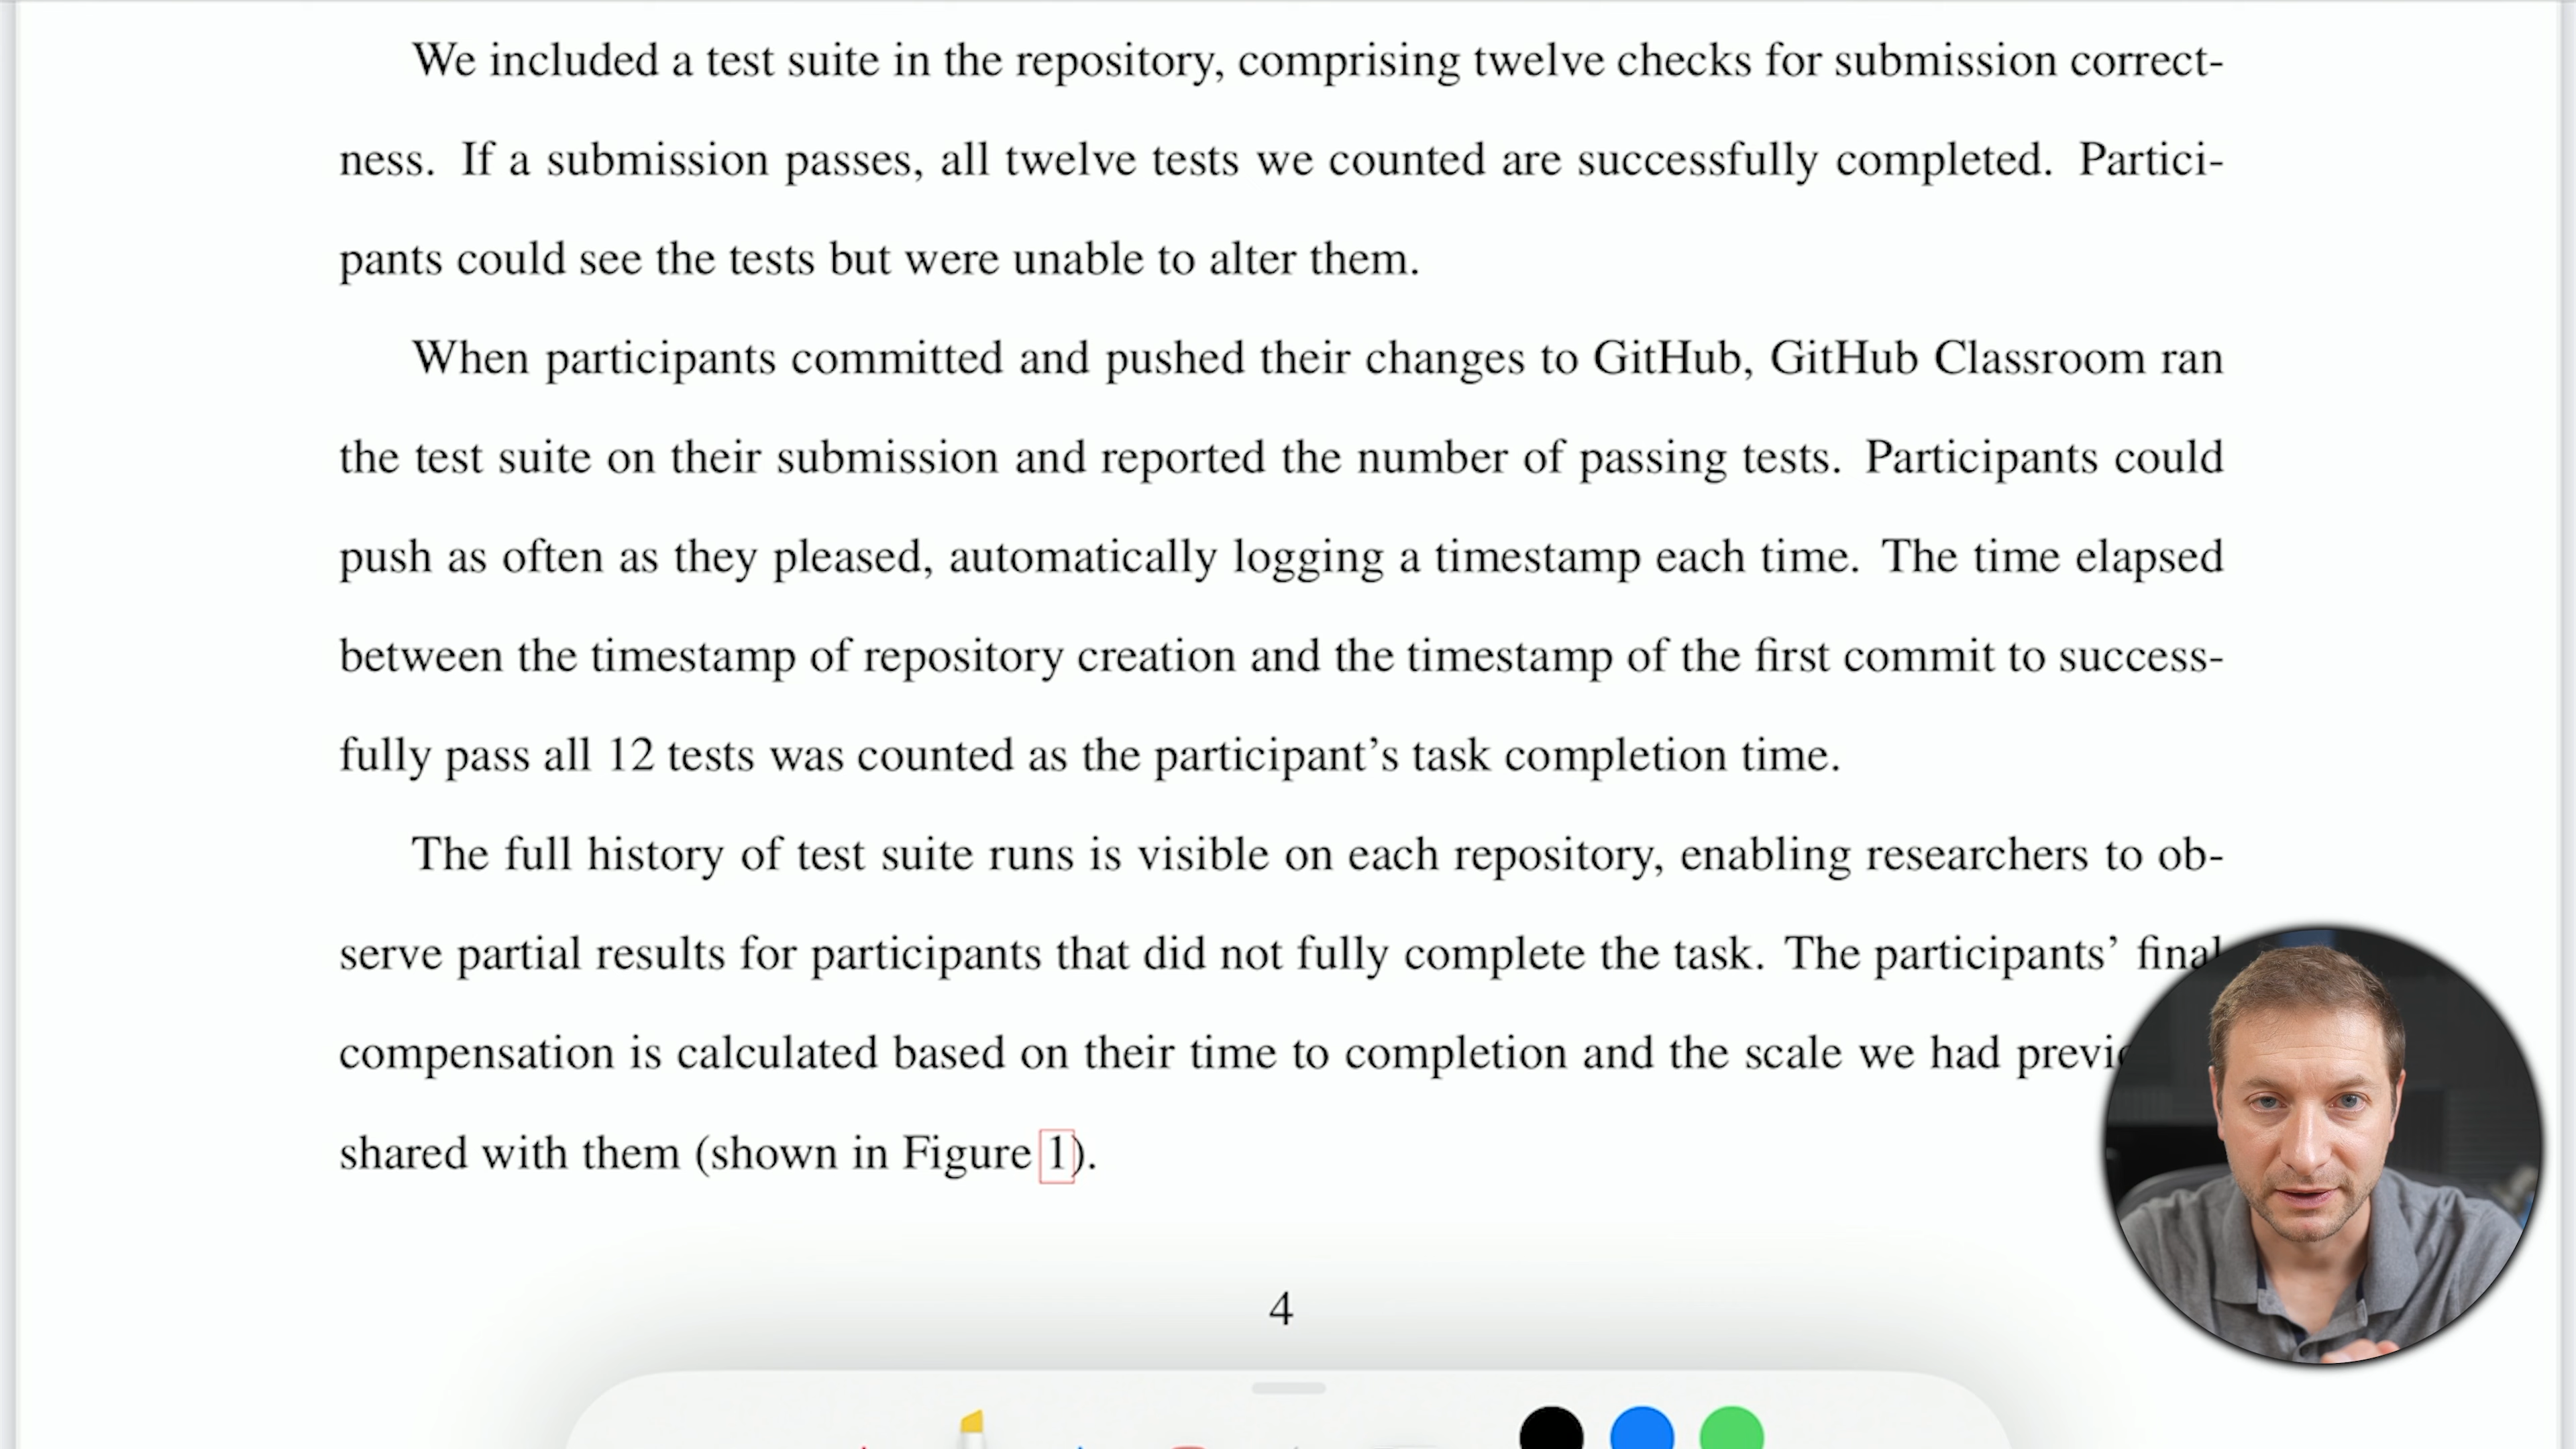 We included a test suite in the repository, comprising twelve checks for submission correct-
ness. If a submission passes, all twelve tests we counted are successfully completed. Partici-
pants could see the tests but were unable to alter them.
When participants committed and pushed their changes to GitHub, GitHub Classroom ran
the test suite on their submission and reported the number of passing tests. Participants could
push as often as they pleased, automatically logging a timestamp each time. The time elapsed
between the timestamp of repository creation and the timestamp of the first commit to success-
fully pass all 12 tests was counted as the participant's task completion time.
The full history of test suite runs is visible on each repository, enabling researchers to ob-
serve partial results for participants that did not fully complete the task. The participants' final
compensation is calculated based on their time to completion and the scale we had
shared with them (shown in Figure 1).
4